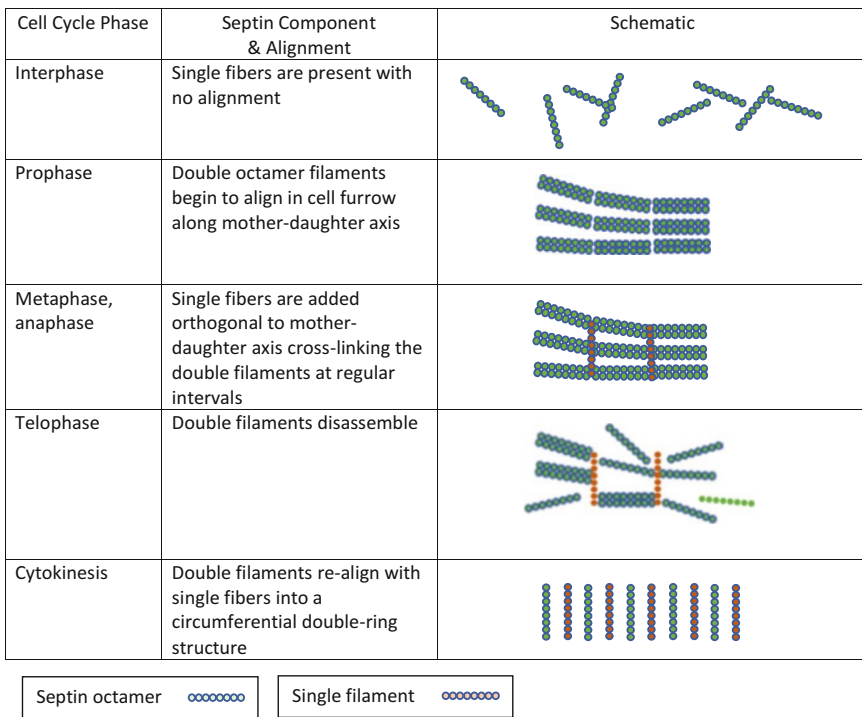 Cell Cycle Phase
Septin Component
& Alignment
Schematic
Interphase
Single fibers are present with
no alignment
Prophase
Double octamer filaments
begin to align in cell furrow
along mother-daughter axis
Metaphase,
anaphase
Single fibers are added
orthogonal to mother-
daughter axis cross-linking the
double filaments at regular
intervals
Telophase
Double filaments disassemble
Cytokinesis
Double filaments re-align with
single fibers into a
circumferential double-ring
structure
Septin octamer
Single filament